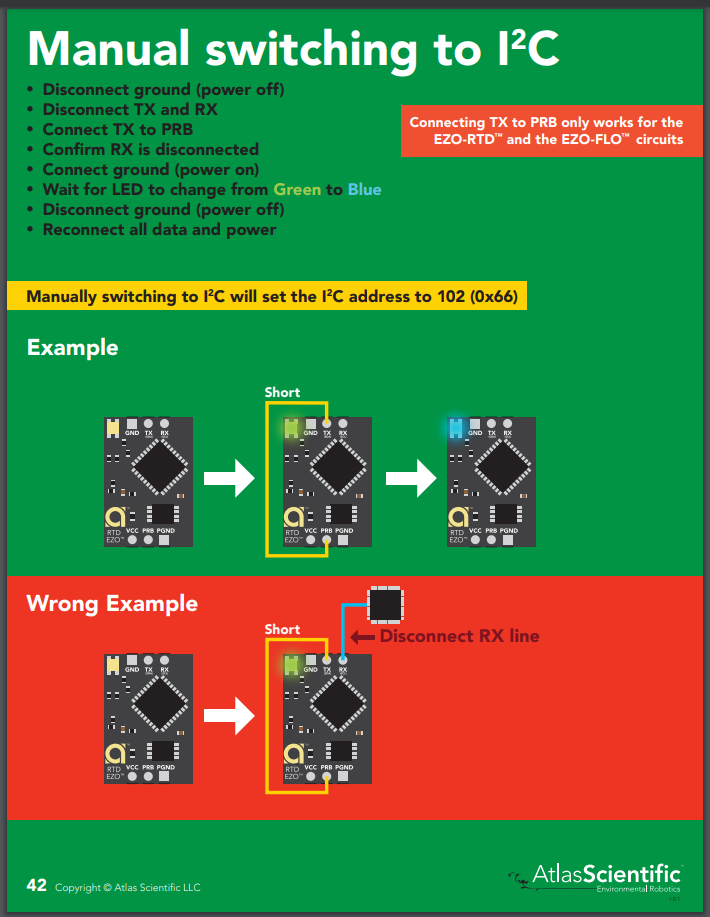 Manual switching to I²C
• Disconnect ground (power off)
• Disconnect TX and RX
• Connect TX to PRB
• Confirm RX is disconnected
• Connect ground (power on)
• Wait for LED to change from Green to Blue
• Disconnect ground (power off)
• Reconnect all data and power
Connecting TX to PRB only works for the
EZO-RTD™ and the EZO-FLO™ circuits
Manually switching to I²C will set the I²C address to 102 (0x66)
Example
Short
GND TX RX
GND TX RX
GND TX RX
RTD
EZO™
VCC PRB PGND
RTD
EZO™
VCC PRB PGND
RTD
EZO™
VCC PRB PGND
Wrong Example
Disconnect RX line
Short
GND TX RX
GND TX RX
RTD
EZO™
VCC PRB PGND
RTD
EZO™
VCC PRB PGND
AtlasScientific™
Environmental Robotics
42 Copyright © Atlas Scientific LLC